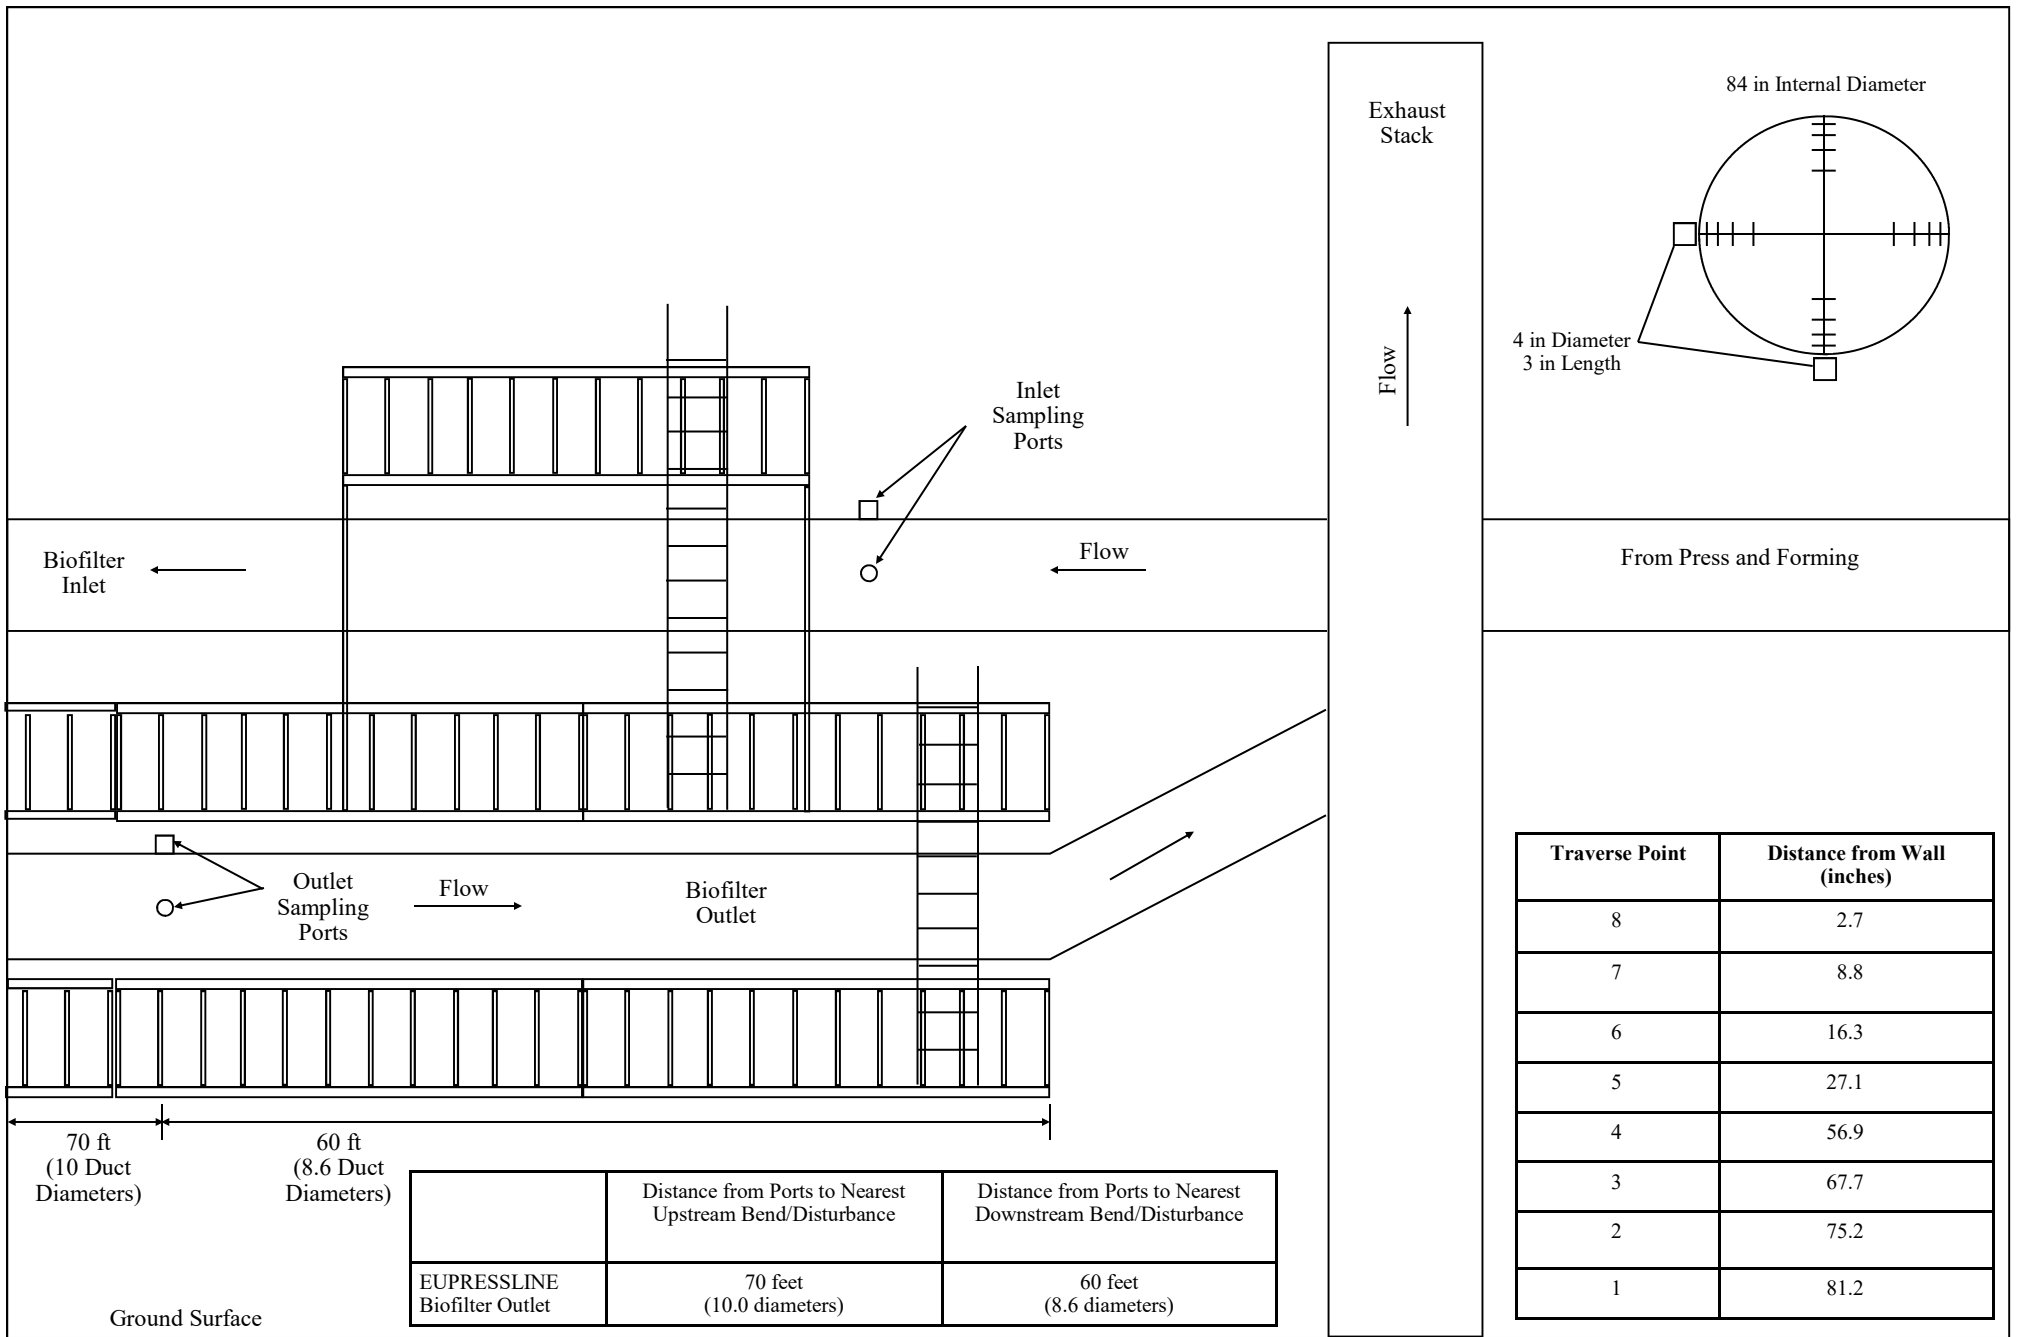 84 in Internal Diameter
Exhaust
Stack
4 in Diameter
3 in Length
Flow
Inlet
Sampling
Ports
Biofilter
Inlet
Flow
From Press and Forming
Outlet
Sampling
Ports
Flow
Biofilter
Outlet
Traverse Point Distance from Wall
(inches)
8 2.7
7 8.8
6 16.3
5 27.1
4 56.9
3 67.7
2 75.2
1 81.2
70 ft
(10 Duct
Diameters)
60 ft
(8.6 Duct
Diameters)
Distance from Ports to Nearest
Upstream Bend/Disturbance
Distance from Ports to Nearest
Downstream Bend/Disturbance
EUPRESSLINE
Biofilter Outlet
70 feet
(10.0 diameters)
60 feet
(8.6 diameters)
Ground Surface